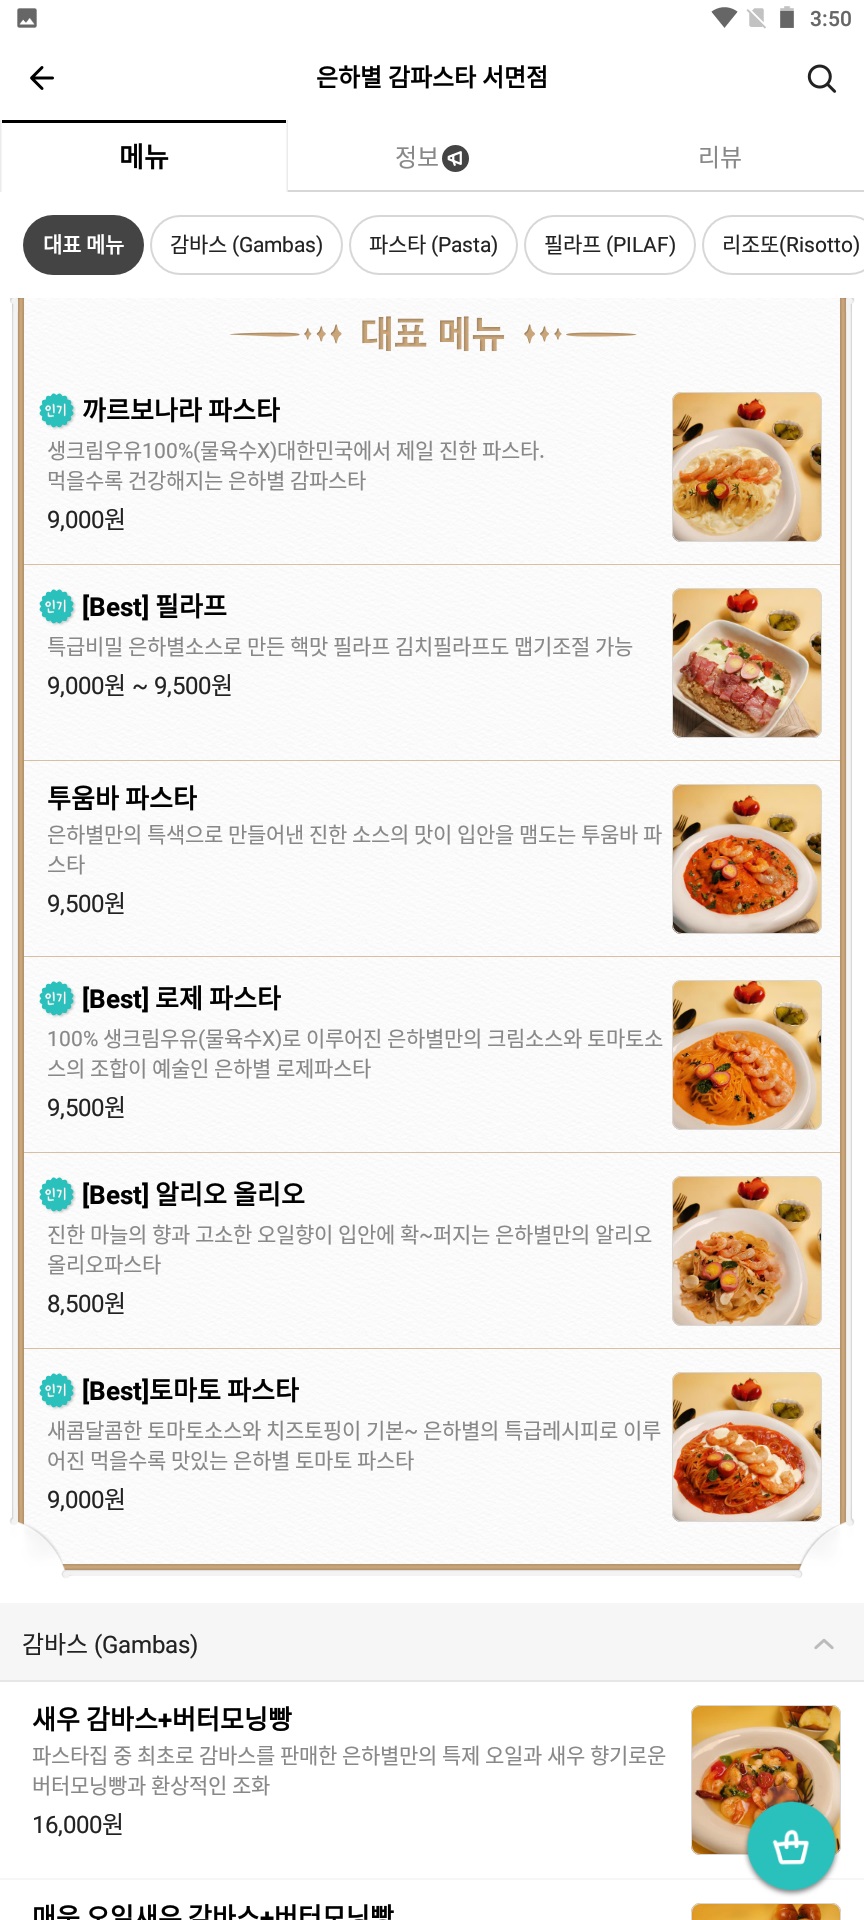 3:50
은하별 감파스타 서면점
메뉴
정보
리뷰
대표 메뉴
감바스 (Gambas)
파스타 (Pasta)
필라프 (PILAF)
리조또(Risotto)
대표 메뉴
인기 까르보나라 파스타
생크림우유100%(물육수X)대한민국에서 제일 진한 파스타.
먹을수록 건강해지는 은하별 감파스타
9,000원
인기 [Best] 필라프
특급비밀 은하별소스로 만든 핵맛 필라프 김치필라프도 맵기조절 가능
9,000원 ~ 9,500원
투움바 파스타
은하별만의 특색으로 만들어낸 진한 소스의 맛이 입안을 맴도는 투움바 파
스타
9,500원
인기 [Best] 로제 파스타
100% 생크림우유(물육수X)로 이루어진 은하별만의 크림소스와 토마토소
스의 조합이 예술인 은하별 로제파스타
9,500원
인기 [Best] 알리오 올리오
진한 마늘의 향과 고소한 오일향이 입안에 확~퍼지는 은하별만의 알리오
올리오파스타
8,500원
인기 [Best]토마토 파스타
새콤달콤한 토마토소스와 치즈토핑이 기본~ 은하별의 특급레시피로 이루
어진 먹을수록 맛있는 은하별 토마토 파스타
9,000원
감바스 (Gambas)
새우 감바스+버터모닝빵
파스타집 중 최초로 감바스를 판매한 은하별만의 특제 오일과 새우 향기로운
버터모닝빵과 환상적인 조화
16,000원
매운 오일새우 감바스+버터모닝빵